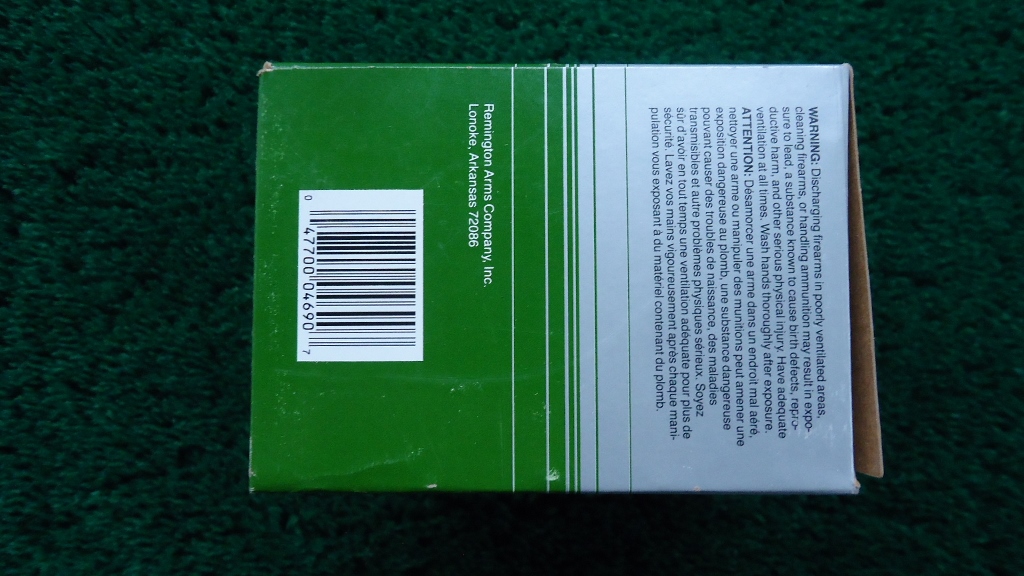 WARNING: Discharging firearms in poorly ventilated areas,
cleaning firearms, or handling ammunition may result in expo-
sure to lead, a substance known to cause birth defects, repro-
ductive harm, and other serious physical injury. Have adequate
ventilation at all times. Wash hands thoroughly after exposure.
ATTENTION: Désamorcer une arme dans un endroit mal aéré,
nettoyer une arme ou manipuler des munitions peut amener une
exposition dangereuse au plomb, une substance dangereuse
pouvant causer des troubles de naissance, des maladies
transmisibles et autre problèmes physiques sérieux. Soyez
sûr d'avoir en tout temps une ventilation adéquate pour plus de
sécurité. Lavez vos mains vigoureusement après chaque mani-
pulation vous exposant à du matériel contenant du plomb.
Remington Arms Company, Inc.
Lonoke, Arkansas 72086
0 47700 04690 7